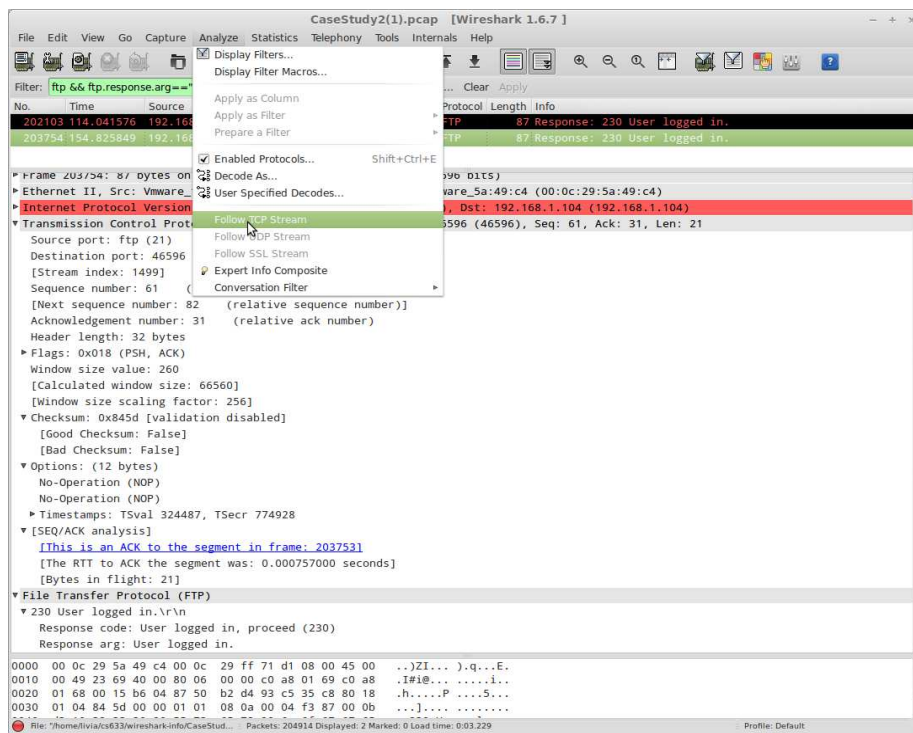 CaseStudy2(1).pcap [Wireshark 1.6.7 ]
File Edit View Go Capture Analyze Statistics Telephony Tools Internals Help
Filter: ftp && ftp.response.arg=="
... Clear Apply
Display Filters...
Display Filter Macros...
Apply as Column
Apply as Filter
Prepare a Filter
Enabled Protocols... Shift+Ctrl+E
Decode As...
User Specified Decodes...
Follow TCP Stream
Follow UDP Stream
Follow SSL Stream
Expert Info Composite
Conversation Filter
No. Time Source Protocol Length Info
202103 114.041576 192.168 FTP 87 Response: 230 User logged in.
203754 154.825849 192.168 FTP 87 Response: 230 User logged in.
Frame 203754: 87 bytes on 696 bits)
Ethernet II, Src: Vmware_ ware_5a:49:c4 (00:0c:29:5a:49:c4)
Internet Protocol Version ), Dst: 192.168.1.104 (192.168.1.104)
Transmission Control Prot 6596 (46596), Seq: 61, Ack: 31, Len: 21
Source port: ftp (21)
Destination port: 46596
[Stream index: 1499]
Sequence number: 61 (
[Next sequence number: 82 (relative sequence number)]
Acknowledgement number: 31 (relative ack number)
Header length: 32 bytes
Flags: 0x018 (PSH, ACK)
Window size value: 260
[Calculated window size: 66560]
[Window size scaling factor: 256]
Checksum: 0x845d [validation disabled]
[Good Checksum: False]
[Bad Checksum: False]
Options: (12 bytes)
No-Operation (NOP)
No-Operation (NOP)
Timestamps: TSval 324487, TSecr 774928
[SEQ/ACK analysis]
[This is an ACK to the segment in frame: 203753]
[The RTT to ACK the segment was: 0.000757000 seconds]
[Bytes in flight: 21]
File Transfer Protocol (FTP)
230 User logged in.\r\n
Response code: User logged in, proceed (230)
Response arg: User logged in.
0000 00 0c 29 5a 49 c4 00 0c 29 ff 71 d1 08 00 45 00 ..)ZI... ).q...E.
0010 00 49 23 69 40 00 80 06 00 00 c0 a8 01 69 c0 a8 .I#i@... .....i..
0020 01 68 00 15 b6 04 87 50 b2 d4 93 c5 35 c8 80 18 .h.....P ....5...
0030 01 04 84 5d 00 00 01 01 08 0a 00 04 f3 87 00 0b ...].... ........
File: "/home/livia/cs633/wireshark-info/CaseStud... Packets: 204914 Displayed: 2 Marked: 0 Load time: 0:03.229 Profile: Default